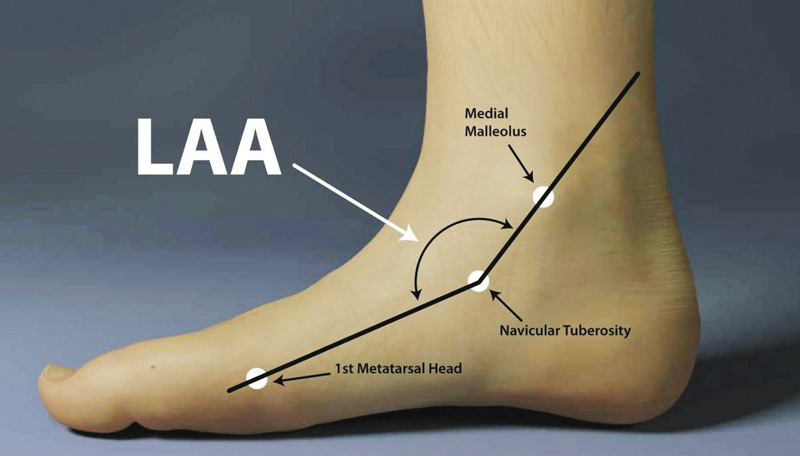 LAA
Medial
Malleolus
Navicular Tuberosity
1st Metatarsal Head